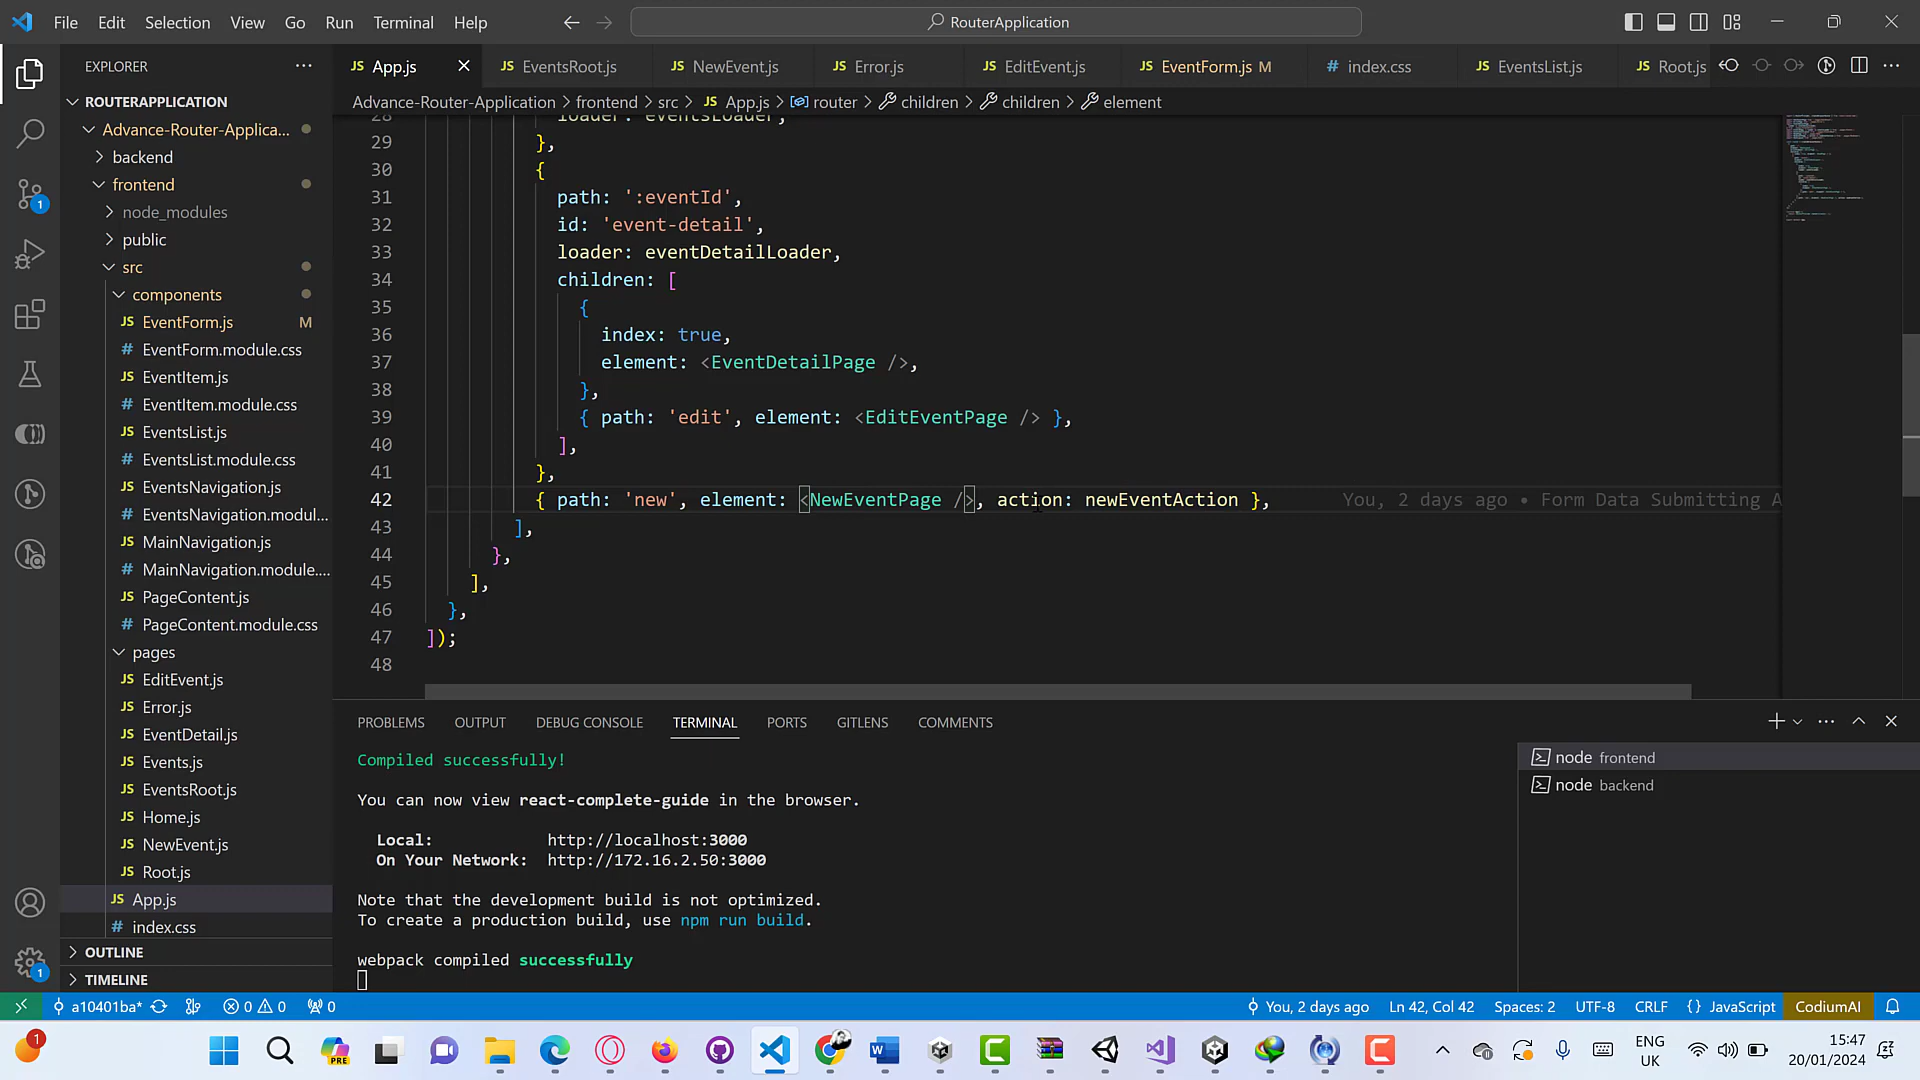 File Edit Selection View Go Run Terminal Help
RouterApplication
EXPLORER
App.js EventsRoot.js NewEvent.js Error.js EditEvent.js EventForm.js M index.css EventsList.js Root.js
Advance-Router-Application > frontend > src > App.js > router > children > children > element
ROUTERAPPLICATION
Advance-Router-Applica...
backend
frontend
node_modules
public
src
components
EventForm.js M
EventForm.module.css
EventItem.js
EventItem.module.css
EventsList.js
EventsList.module.css
EventsNavigation.js
EventsNavigation.modul...
MainNavigation.js
MainNavigation.module....
PageContent.js
PageContent.module.css
pages
EditEvent.js
Error.js
EventDetail.js
Events.js
EventsRoot.js
Home.js
NewEvent.js
Root.js
App.js
index.css
OUTLINE
TIMELINE
28 loader: eventsLoader,
29 },
30 {
31 path: ':eventId',
32 id: 'event-detail',
33 loader: eventDetailLoader,
34 children: [
35 {
36 index: true,
37 element: <EventDetailPage />,
38 },
39 { path: 'edit', element: <EditEventPage /> },
40 ],
41 },
42 { path: 'new', element: <NewEventPage />, action: newEventAction }, You, 2 days ago • Form Data Submitting A
43 ],
44 },
45 ],
46 },
47 ]);
48
PROBLEMS OUTPUT DEBUG CONSOLE TERMINAL PORTS GITLENS COMMENTS
Compiled successfully!
You can now view react-complete-guide in the browser.
Local: http://localhost:3000
On Your Network: http://172.16.2.50:3000
Note that the development build is not optimized.
To create a production build, use npm run build.
webpack compiled successfully
node frontend
node backend
1
1
a10401ba* 0 0 0 You, 2 days ago Ln 42, Col 42 Spaces: 2 UTF-8 CRLF {} JavaScript CodiumAI
1
PRE
ENG
UK
15:47
20/01/2024